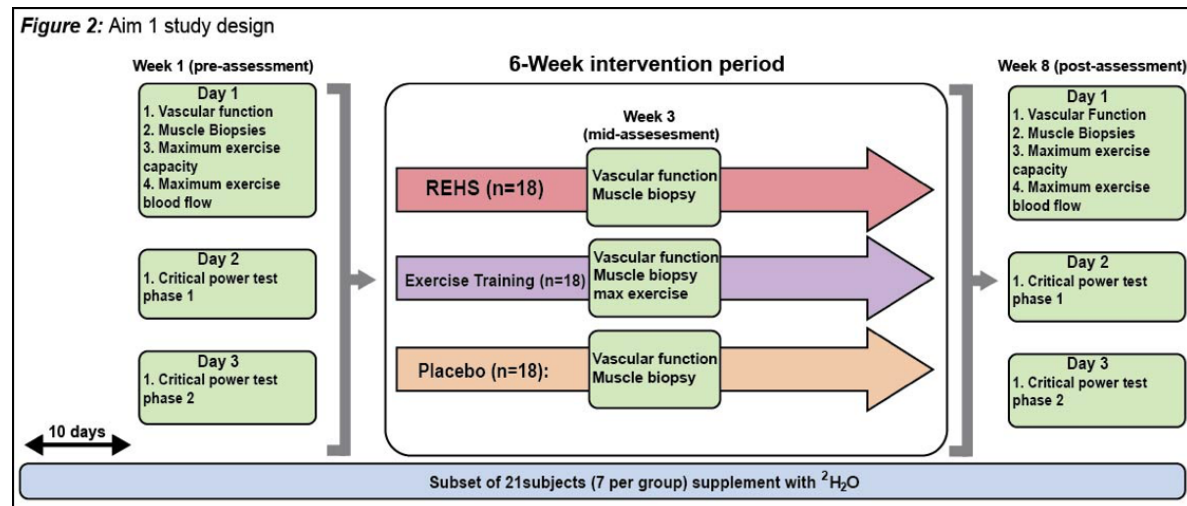 Figure 2: Aim 1 study design
Week 1 (pre-assessment)
Day 1
1. Vascular function
2. Muscle Biopsies
3. Maximum exercise
capacity
4. Maximum exercise
blood flow
Day 2
1. Critical power test
phase 1
Day 3
1. Critical power test
phase 2
10 days
6-Week intervention period
Week 3
(mid-assesesment)
REHS (n=18)
Vascular function
Muscle biopsy
Exercise Training (n=18)
Vascular function
Muscle biopsy
max exercise
Placebo (n=18):
Vascular function
Muscle biopsy
Week 8 (post-assessment)
Day 1
1. Vascular Function
2. Muscle Biopsies
3. Maximum exercise
capacity
4. Maximum exercise
blood flow
Day 2
1. Critical power test
phase 1
Day 3
1. Critical power test
phase 2
Subset of 21subjects (7 per group) supplement with ²H₂O